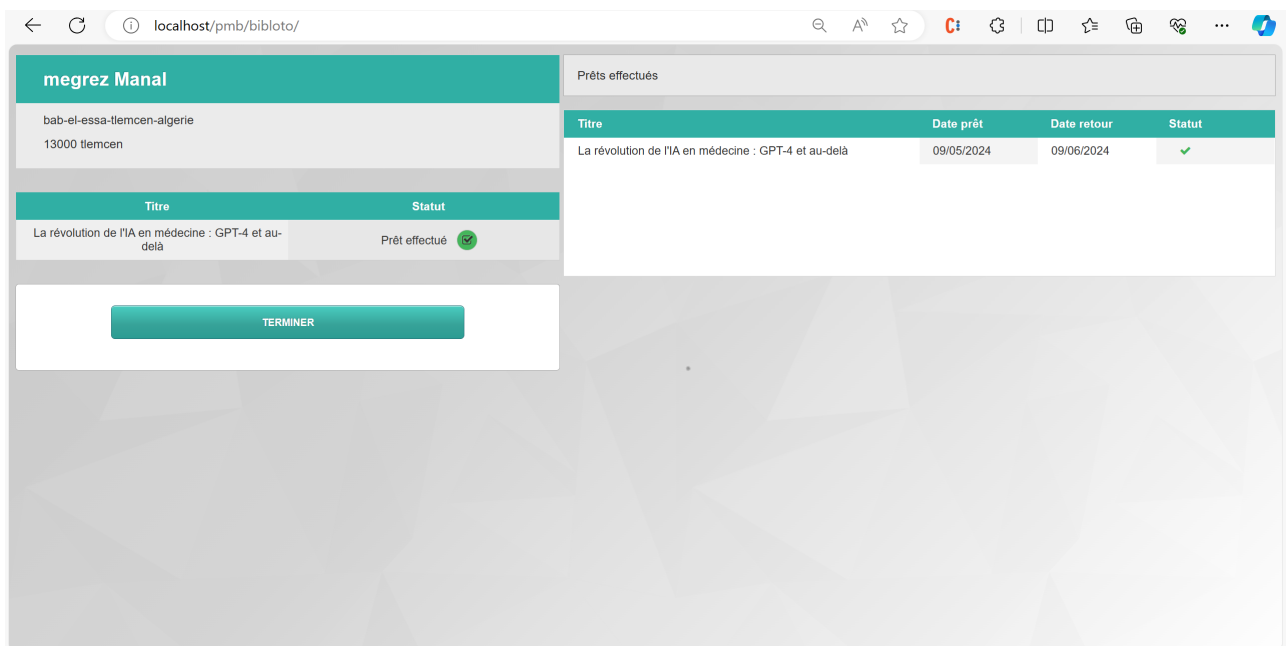 localhost/pmb/bibloto/
megrez Manal
bab-el-essa-tlemcen-algerie
13000 tlemcen
Titre Statut
La révolution de l'IA en médecine : GPT-4 et au-
delà
Prêt effectué
TERMINER
Prêts effectués
Titre Date prêt Date retour Statut
La révolution de l'IA en médecine : GPT-4 et au-delà 09/05/2024 09/06/2024